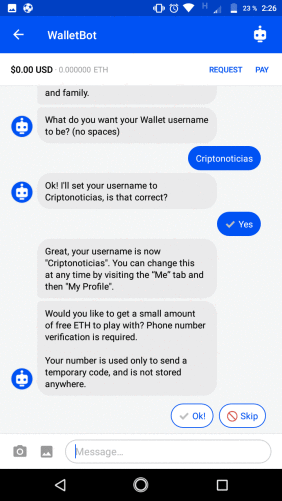 H
23 % 2:26
WalletBot
$0.00 USD · 0.000000 ETH
REQUEST PAY
and family.
What do you want your Wallet username
to be? (no spaces)
Criptonoticias
Ok! I'll set your username to
Criptonoticias, is that correct?
Yes
Great, your username is now
"Criptonoticias". You can change this
at any time by visiting the "Me" tab and
then "My Profile".
Would you like to get a small amount
of free ETH to play with? Phone number
verification is required.
Your number is used only to send a
temporary code, and is not stored
anywhere.
Ok! Skip
Message...